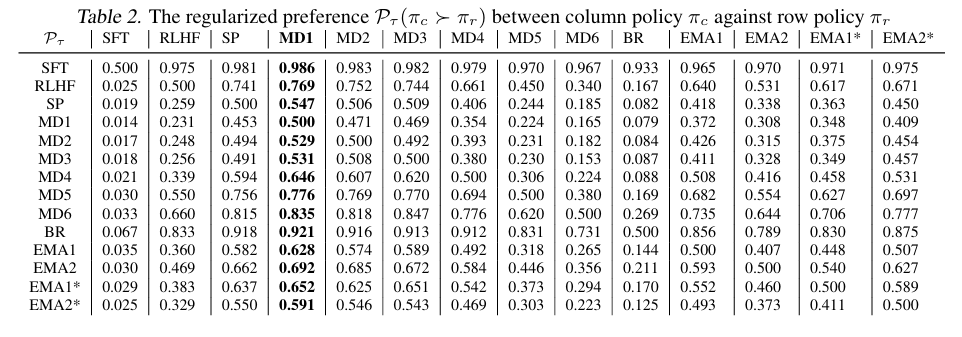 Table 2. The regularized preference 𝒫τ(πc ≻ πr) between column policy πc against row policy πr
𝒫τ SFT RLHF SP MD1 MD2 MD3 MD4 MD5 MD6 BR EMA1 EMA2 EMA1* EMA2*
SFT 0.500 0.975 0.981 0.986 0.983 0.982 0.979 0.970 0.967 0.933 0.965 0.970 0.971 0.975
RLHF 0.025 0.500 0.741 0.769 0.752 0.744 0.661 0.450 0.340 0.167 0.640 0.531 0.617 0.671
SP 0.019 0.259 0.500 0.547 0.506 0.509 0.406 0.244 0.185 0.082 0.418 0.338 0.363 0.450
MD1 0.014 0.231 0.453 0.500 0.471 0.469 0.354 0.224 0.165 0.079 0.372 0.308 0.348 0.409
MD2 0.017 0.248 0.494 0.529 0.500 0.492 0.393 0.231 0.182 0.084 0.426 0.315 0.375 0.454
MD3 0.018 0.256 0.491 0.531 0.508 0.500 0.380 0.230 0.153 0.087 0.411 0.328 0.349 0.457
MD4 0.021 0.339 0.594 0.646 0.607 0.620 0.500 0.306 0.224 0.088 0.508 0.416 0.458 0.531
MD5 0.030 0.550 0.756 0.776 0.769 0.770 0.694 0.500 0.380 0.169 0.682 0.554 0.627 0.697
MD6 0.033 0.660 0.815 0.835 0.818 0.847 0.776 0.620 0.500 0.269 0.735 0.644 0.706 0.777
BR 0.067 0.833 0.918 0.921 0.916 0.913 0.912 0.831 0.731 0.500 0.856 0.789 0.830 0.875
EMA1 0.035 0.360 0.582 0.628 0.574 0.589 0.492 0.318 0.265 0.144 0.500 0.407 0.448 0.507
EMA2 0.030 0.469 0.662 0.692 0.685 0.672 0.584 0.446 0.356 0.211 0.593 0.500 0.540 0.627
EMA1* 0.029 0.383 0.637 0.652 0.625 0.651 0.542 0.373 0.294 0.170 0.552 0.460 0.500 0.589
EMA2* 0.025 0.329 0.550 0.591 0.546 0.543 0.469 0.303 0.223 0.125 0.493 0.373 0.411 0.500